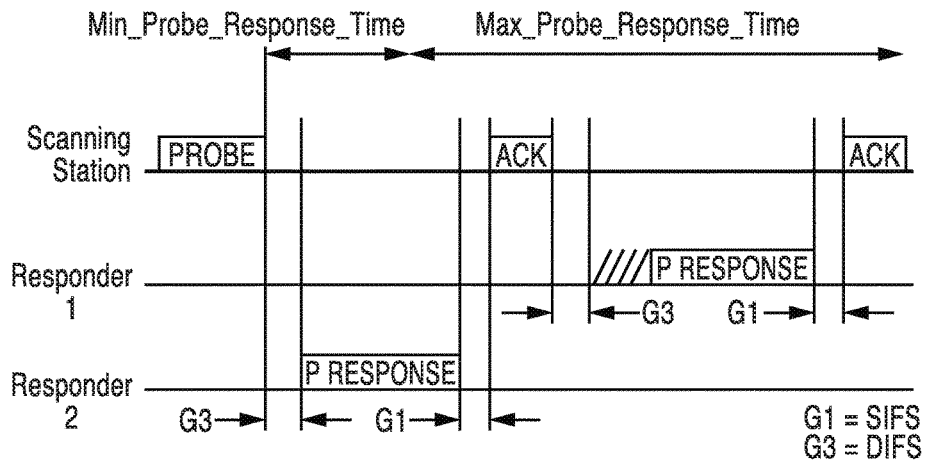 Min_Probe_Response_Time
Max_Probe_Response_Time
Scanning
Station
PROBE
ACK
ACK
Responder
1
P RESPONSE
G3
G1
Responder
2
P RESPONSE
G3
G1
G1 = SIFS
G3 = DIFS